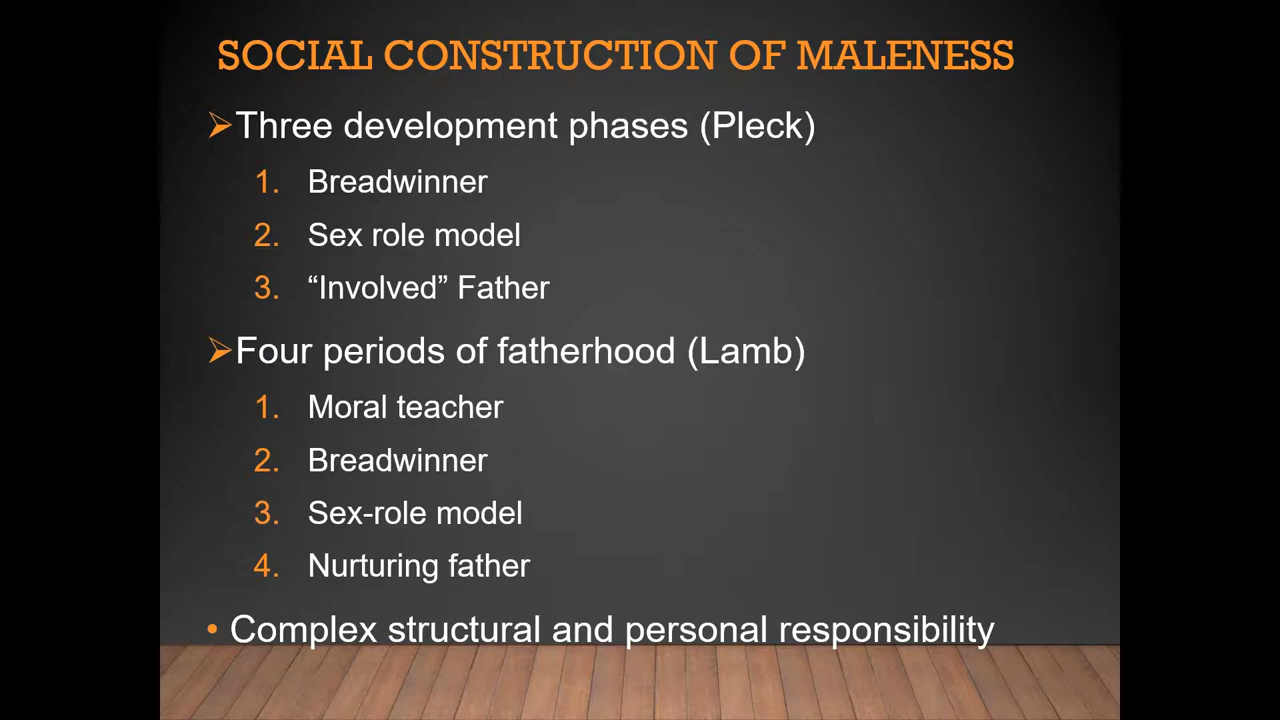 SOCIAL CONSTRUCTION OF MALENESS
➢Three development phases (Pleck)
1. Breadwinner
2. Sex role model
3. “Involved” Father
➢Four periods of fatherhood (Lamb)
1. Moral teacher
2. Breadwinner
3. Sex-role model
4. Nurturing father
• Complex structural and personal responsibility